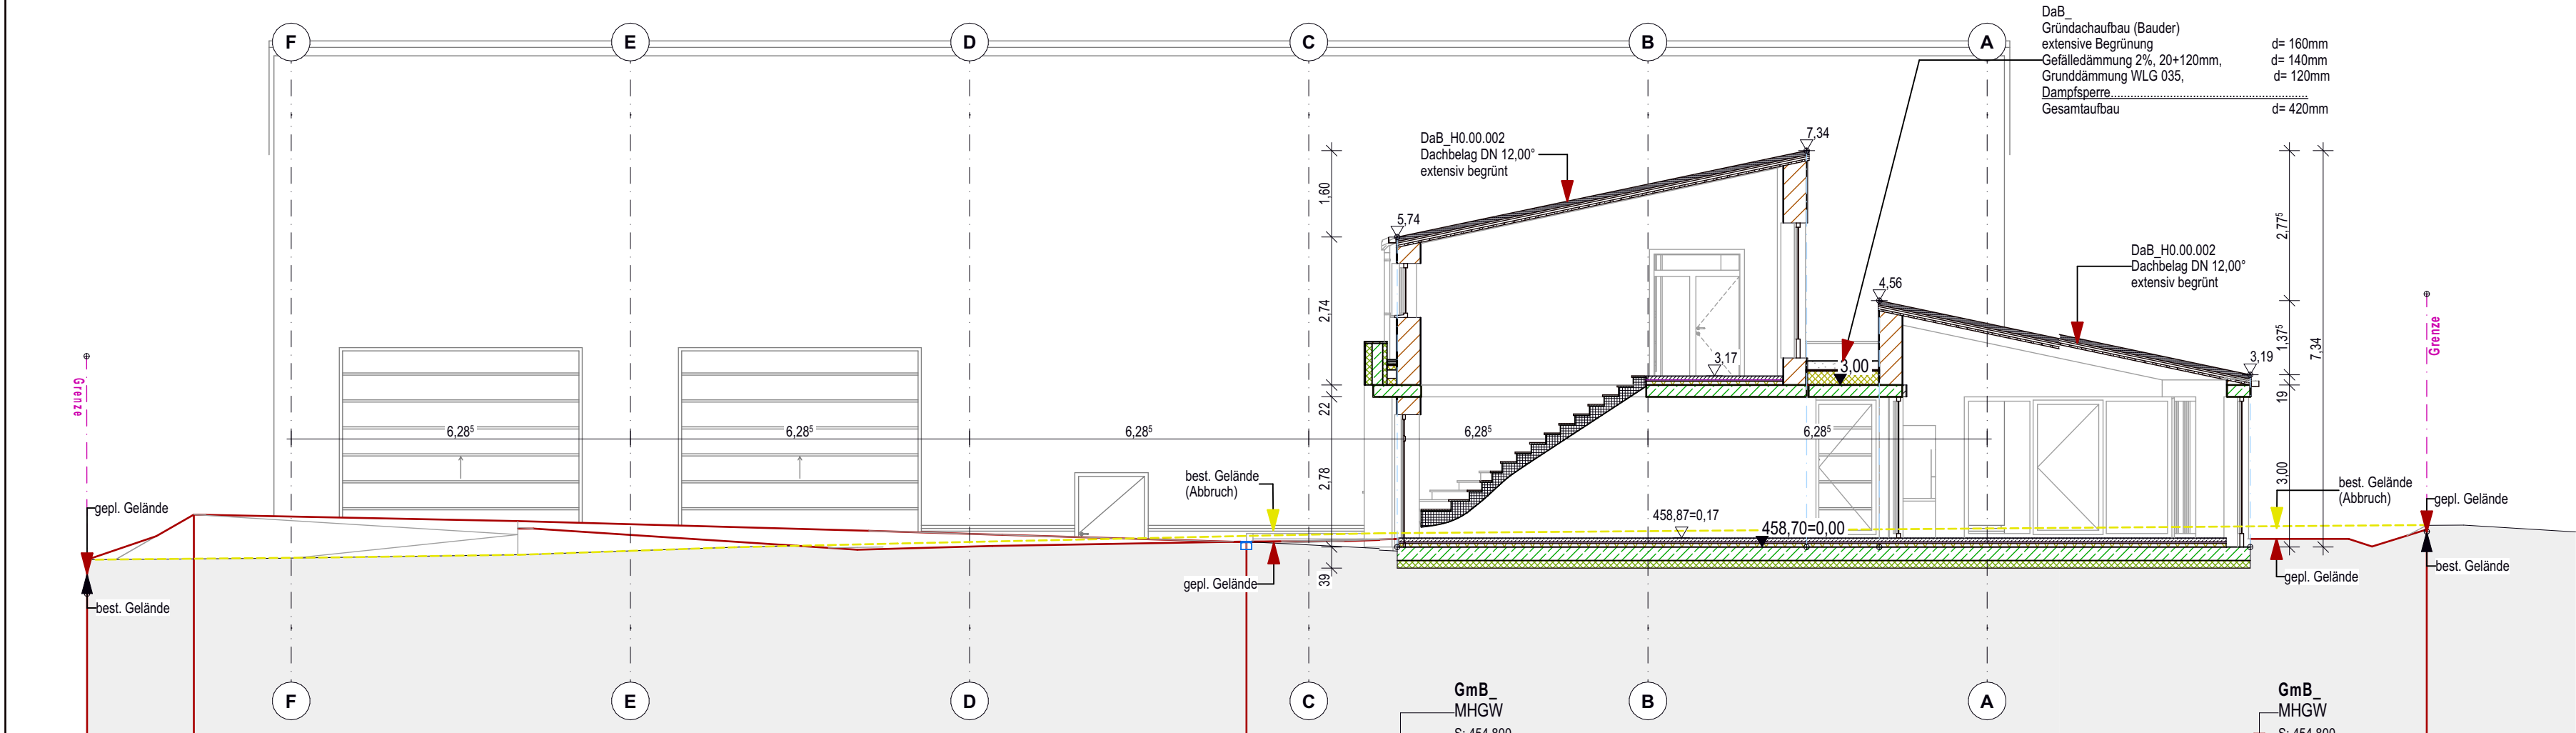 F
E
D
C
B
A
DaB_
Gründachaufbau (Bauder)
extensive Begrünung d= 160mm
Gefälledämmung 2%, 20+120mm, d= 140mm
Grunddämmung WLG 035, d= 120mm
Dampfsperre..........................................................
Gesamtaufbau d= 420mm
DaB_H0.00.002
Dachbelag DN 12,00°
extensiv begrünt
7,34
5,74
1,60
2,74
22
2,78
39
DaB_H0.00.002
Dachbelag DN 12,00°
extensiv begrünt
4,56
3,19
3,17
3,00
2,77⁵
1,37⁵
7,34
19
3,00
Grenze
Grenze
6,28⁵
6,28⁵
6,28⁵
6,28⁵
6,28⁵
best. Gelände
(Abbruch)
best. Gelände
(Abbruch)
gepl. Gelände
gepl. Gelände
458,87=0,17
458,70=0,00
gepl. Gelände
gepl. Gelände
best. Gelände
best. Gelände
F
E
D
C
B
A
GmB_
MHGW
S: 454,800
GmB_
MHGW
S: 454,800